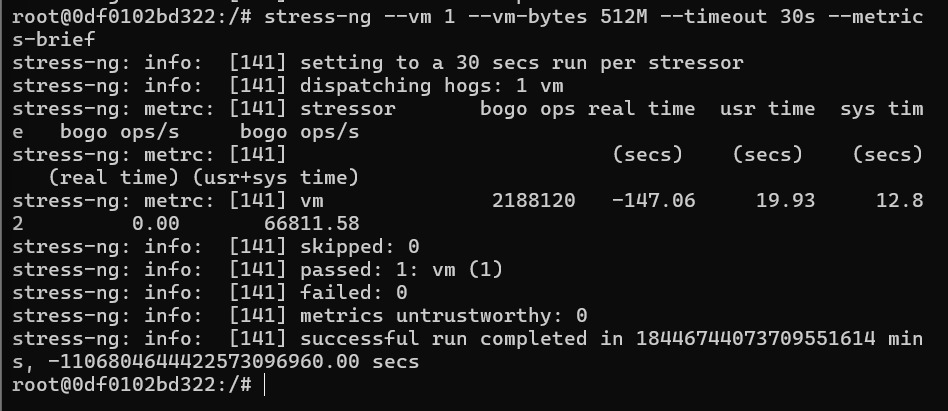 root@0df0102bd322:/# stress-ng --vm 1 --vm-bytes 512M --timeout 30s --metric
s-brief
stress-ng: info:  [141] setting to a 30 secs run per stressor
stress-ng: info:  [141] dispatching hogs: 1 vm
stress-ng: metrc: [141] stressor       bogo ops real time  usr time  sys tim
e   bogo ops/s     bogo ops/s
stress-ng: metrc: [141]                           (secs)    (secs)    (secs)
   (real time) (usr+sys time)
stress-ng: metrc: [141] vm              2188120   -147.06     19.93     12.8
2         0.00       66811.58
stress-ng: info:  [141] skipped: 0
stress-ng: info:  [141] passed: 1: vm (1)
stress-ng: info:  [141] failed: 0
stress-ng: info:  [141] metrics untrustworthy: 0
stress-ng: info:  [141] successful run completed in 18446744073709551614 min
s, -1106804644422573096960.00 secs
root@0df0102bd322:/#